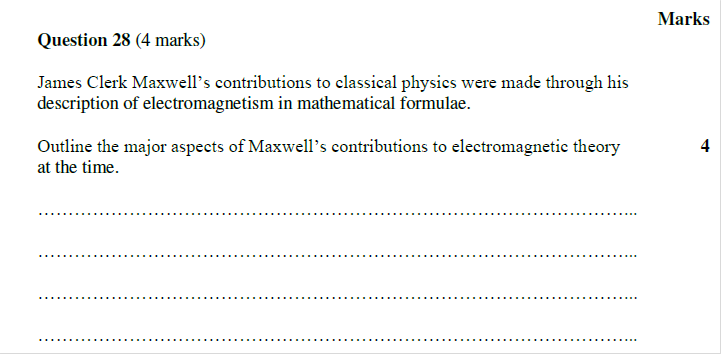 Marks
Question 28 (4 marks)
James Clerk Maxwell's contributions to classical physics were made through his
description of electromagnetism in mathematical formulae.
Outline the major aspects of Maxwell's contributions to electromagnetic theory 4
at the time.
………………………………………………………………………………………...
………………………………………………………………………………………...
………………………………………………………………………………………...
………………………………………………………………………………………...